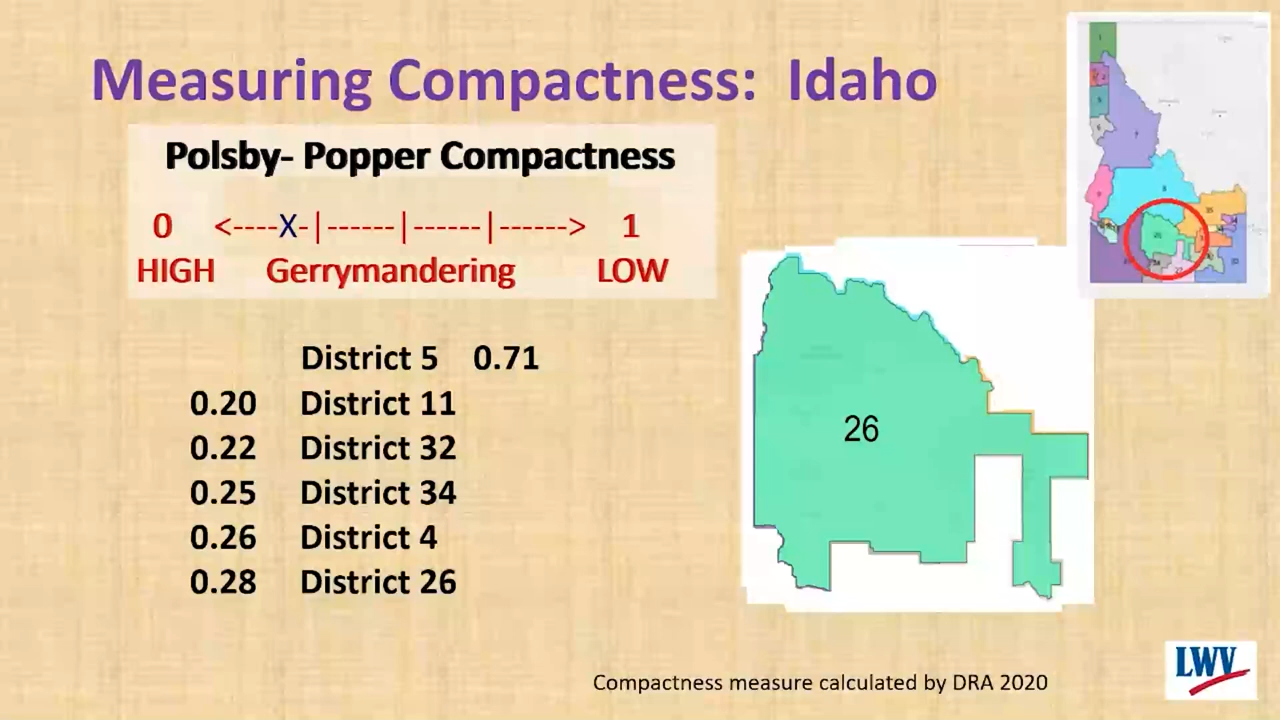 Measuring Compactness: Idaho
Polsby- Popper Compactness
0 <----X-|------|------|------> 1
HIGH Gerrymandering LOW
District 5 0.71
0.20 District 11
0.22 District 32
0.25 District 34
0.26 District 4
0.28 District 26
26
Compactness measure calculated by DRA 2020
LWV